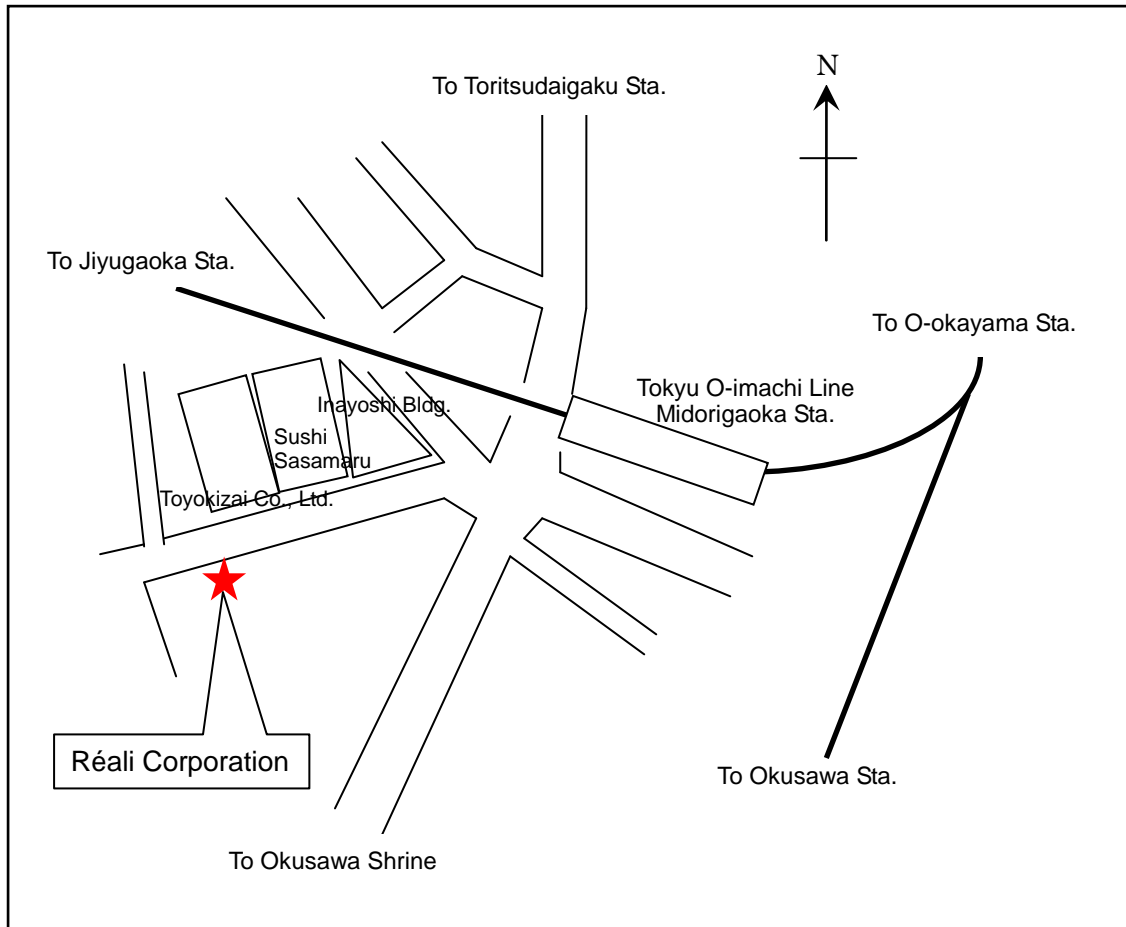 N
To Toritsudaigaku Sta.
To Jiyugaoka Sta.
To O-okayama Sta.
Tokyu O-imachi Line
Midorigaoka Sta.
Inayoshi Bldg.
Sushi
Sasamaru
Toyokizai Co., Ltd.
Réali Corporation
To Okusawa Sta.
To Okusawa Shrine